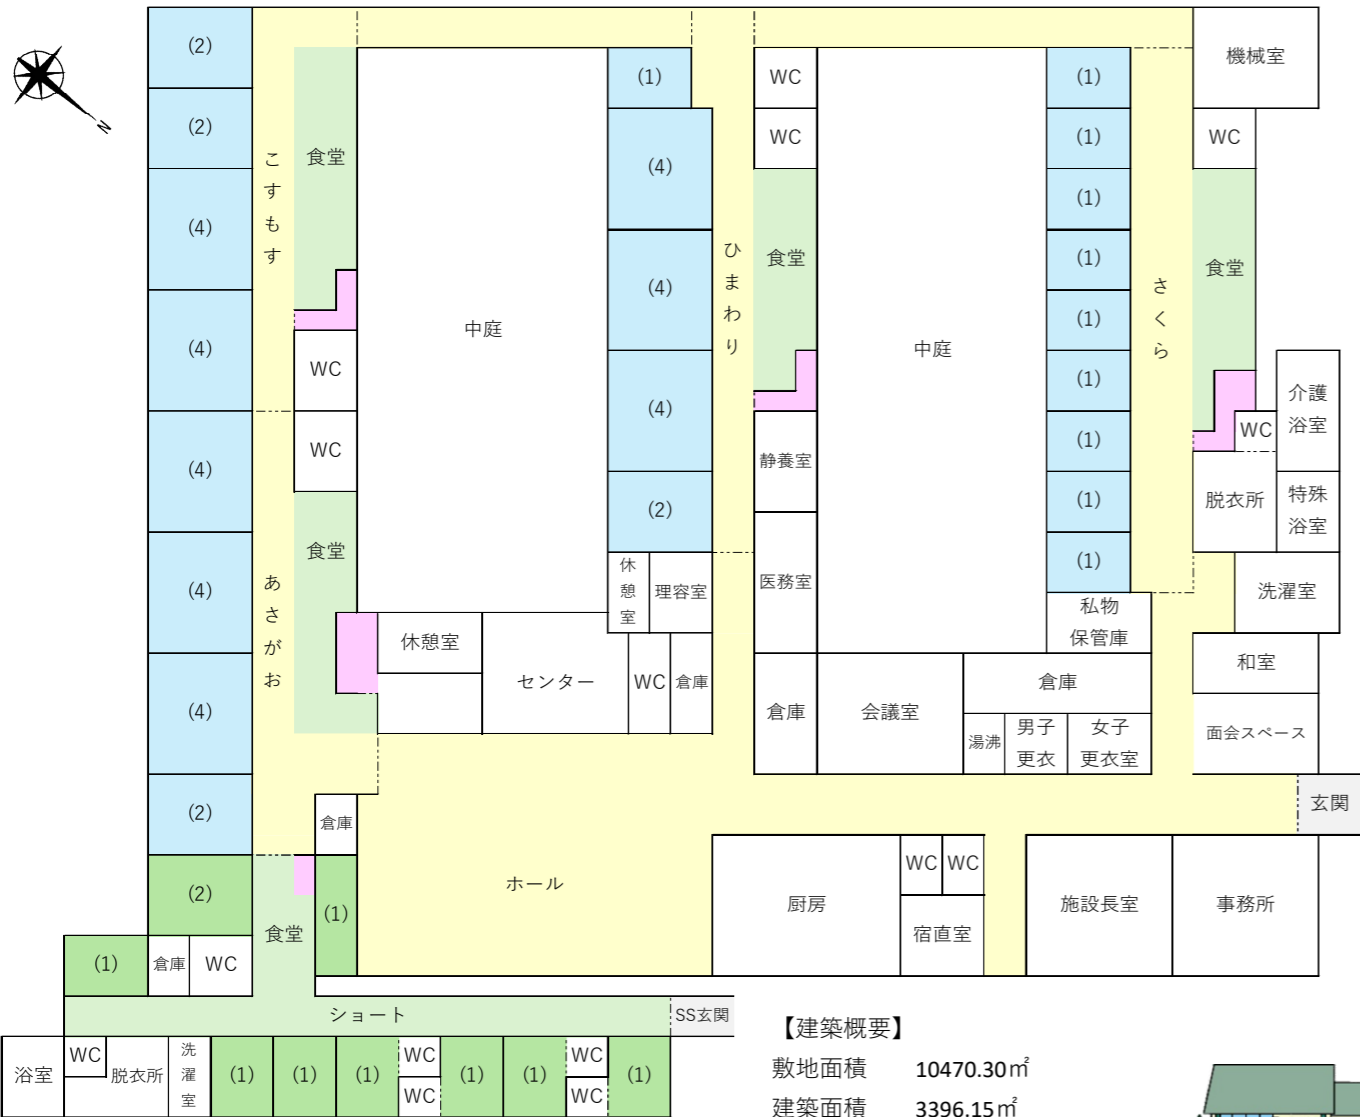 N
(2)
(2)
(4)
(4)
(4)
(4)
(4)
(2)
(2)
(1)
倉庫
WC
こすもす
食堂
WC
WC
食堂
あさがお
倉庫
(1)
食堂
中庭
休憩室
センター
WC
倉庫
休憩室
理容室
(1)
(4)
(4)
(4)
(2)
ひまわり
WC
WC
食堂
静養室
医務室
倉庫
中庭
会議室
倉庫
湯沸
男子
更衣
女子
更衣室
私物
保管庫
(1)
(1)
(1)
(1)
(1)
(1)
(1)
(1)
(1)
さくら
機械室
WC
食堂
WC
介護
浴室
脱衣所
特殊
浴室
洗濯室
和室
面会スペース
玄関
ホール
厨房
WC
WC
宿直室
施設長室
事務所
ショート
SS玄関
浴室
WC
脱衣所
洗濯室
(1)
(1)
(1)
WC
WC
(1)
(1)
WC
WC
(1)
【建築概要】
敷地面積 10470.30㎡
建築面積 3396.15㎡